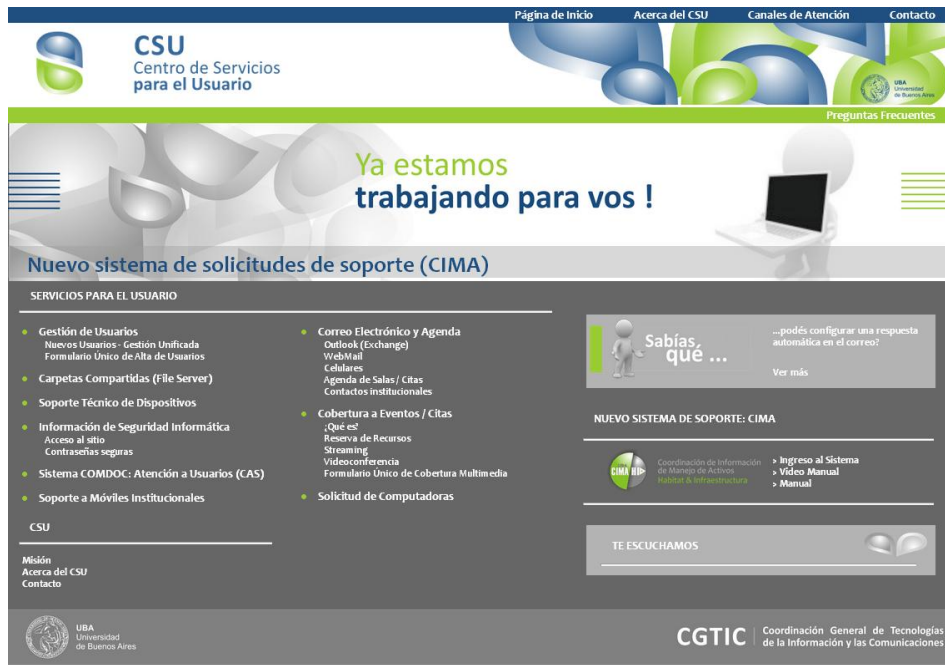 Página de Inicio
Acerca del CSU
Canales de Atención
Contacto
CSU
Centro de Servicios
para el Usuario
UBA
Universidad
de Buenos Aires
Preguntas Frecuentes
Ya estamos
trabajando para vos !
Nuevo sistema de solicitudes de soporte (CIMA)
SERVICIOS PARA EL USUARIO
Gestión de Usuarios
Nuevos Usuarios - Gestión Unificada
Formulario Único de Alta de Usuarios
Carpetas Compartidas (File Server)
Soporte Técnico de Dispositivos
Información de Seguridad Informática
Acceso al sitio
Contraseñas seguras
Sistema COMDOC: Atención a Usuarios (CAS)
Soporte a Móviles Institucionales
Correo Electrónico y Agenda
Outlook (Exchange)
WebMail
Celulares
Agenda de Salas / Citas
Contactos institucionales
Cobertura a Eventos / Citas
¿Qué es?
Reserva de Recursos
Streaming
Videoconferencia
Formulario Único de Cobertura Multimedia
Solicitud de Computadoras
CSU
Misión
Acerca del CSU
Contacto
Sabías
qué ...
...podés configurar una respuesta
automática en el correo?
Ver más
NUEVO SISTEMA DE SOPORTE: CIMA
CIMA HI>
Coordinación de Información
de Manejo de Activos
Habitat & Infraestructura
> Ingreso al Sistema
> Video Manual
> Manual
TE ESCUCHAMOS
UBA
Universidad
de Buenos Aires
CGTIC
Coordinación General de Tecnologías
de la Información y las Comunicaciones